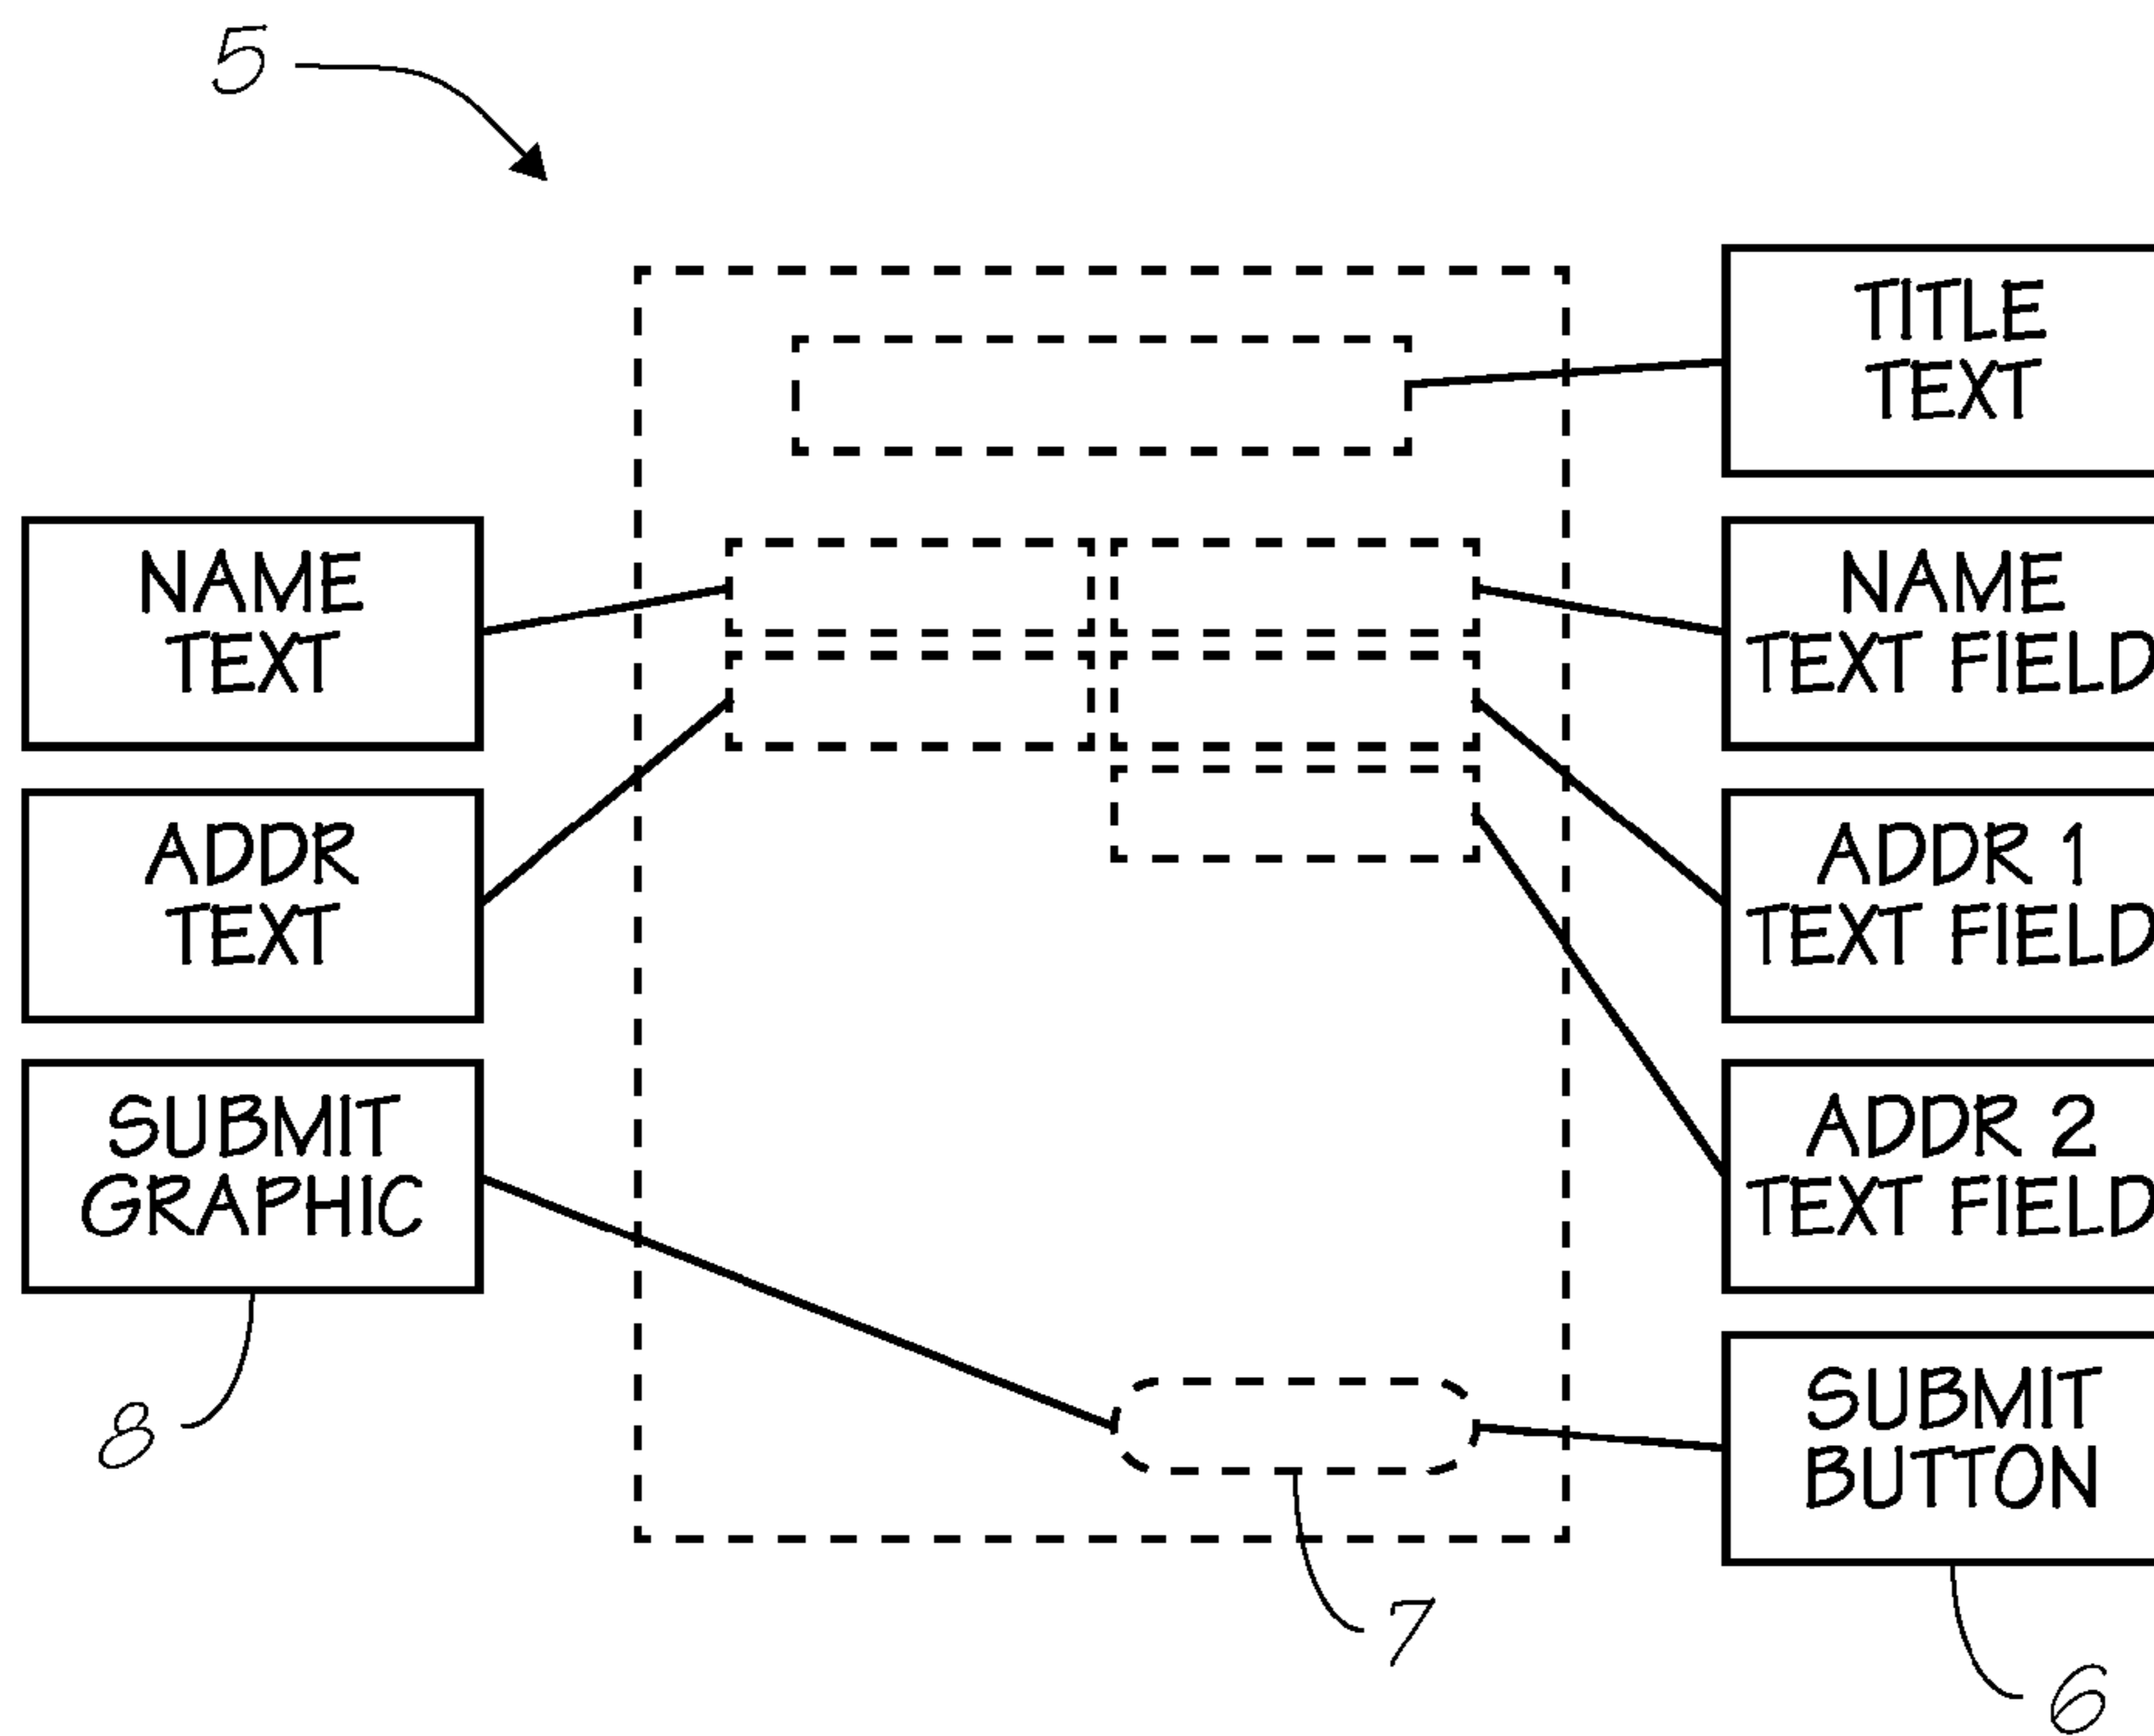 5
TITLE
TEXT
NAME
TEXT
NAME
TEXT FIELD
ADDR
TEXT
ADDR 1
TEXT FIELD
SUBMIT
GRAPHIC
ADDR 2
TEXT FIELD
8
SUBMIT
BUTTON
7
6